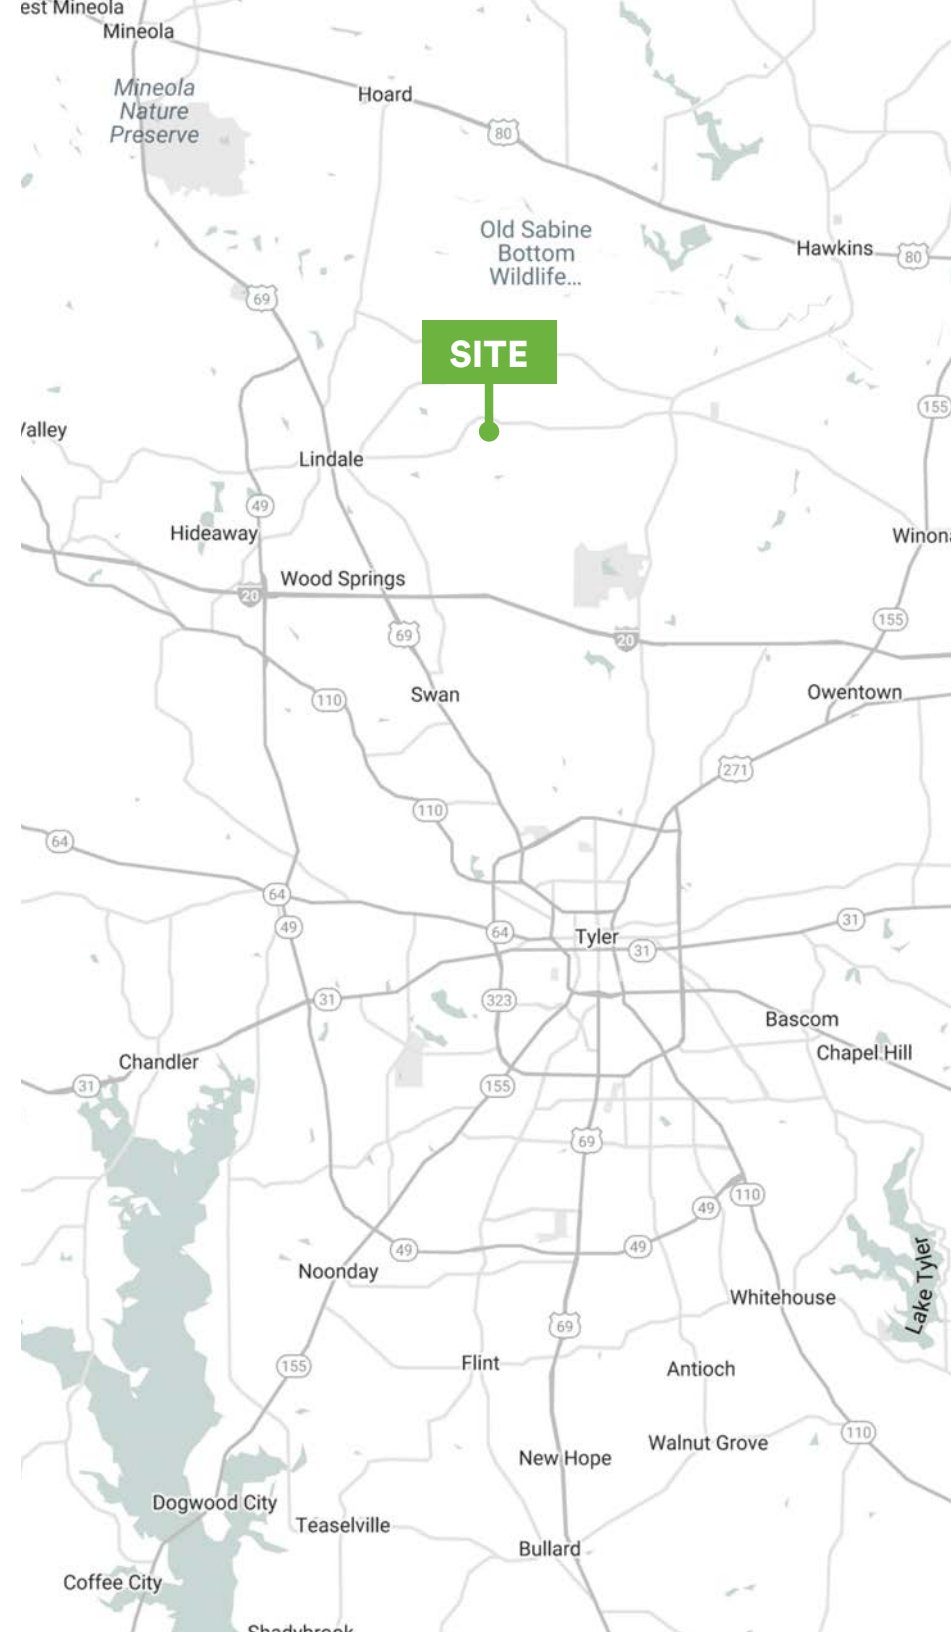 est Mineola
Mineola
Mineola
Nature
Preserve
Hoard
80
Old Sabine
Bottom
Wildlife...
Hawkins
80
69
SITE
155
alley
Lindale
49
Hideaway
Winona
Wood Springs
20
155
69
20
Swan
Owentown
110
271
110
64
64
49
31
64
Tyler
31
31
323
Bascom
Chapel Hill
Chandler
31
155
69
110
49
49
49
Noonday
Lake Tyler
Whitehouse
69
155
Flint
Antioch
110
Walnut Grove
New Hope
Dogwood City
Teaselville
Bullard
Coffee City
Shadybrook